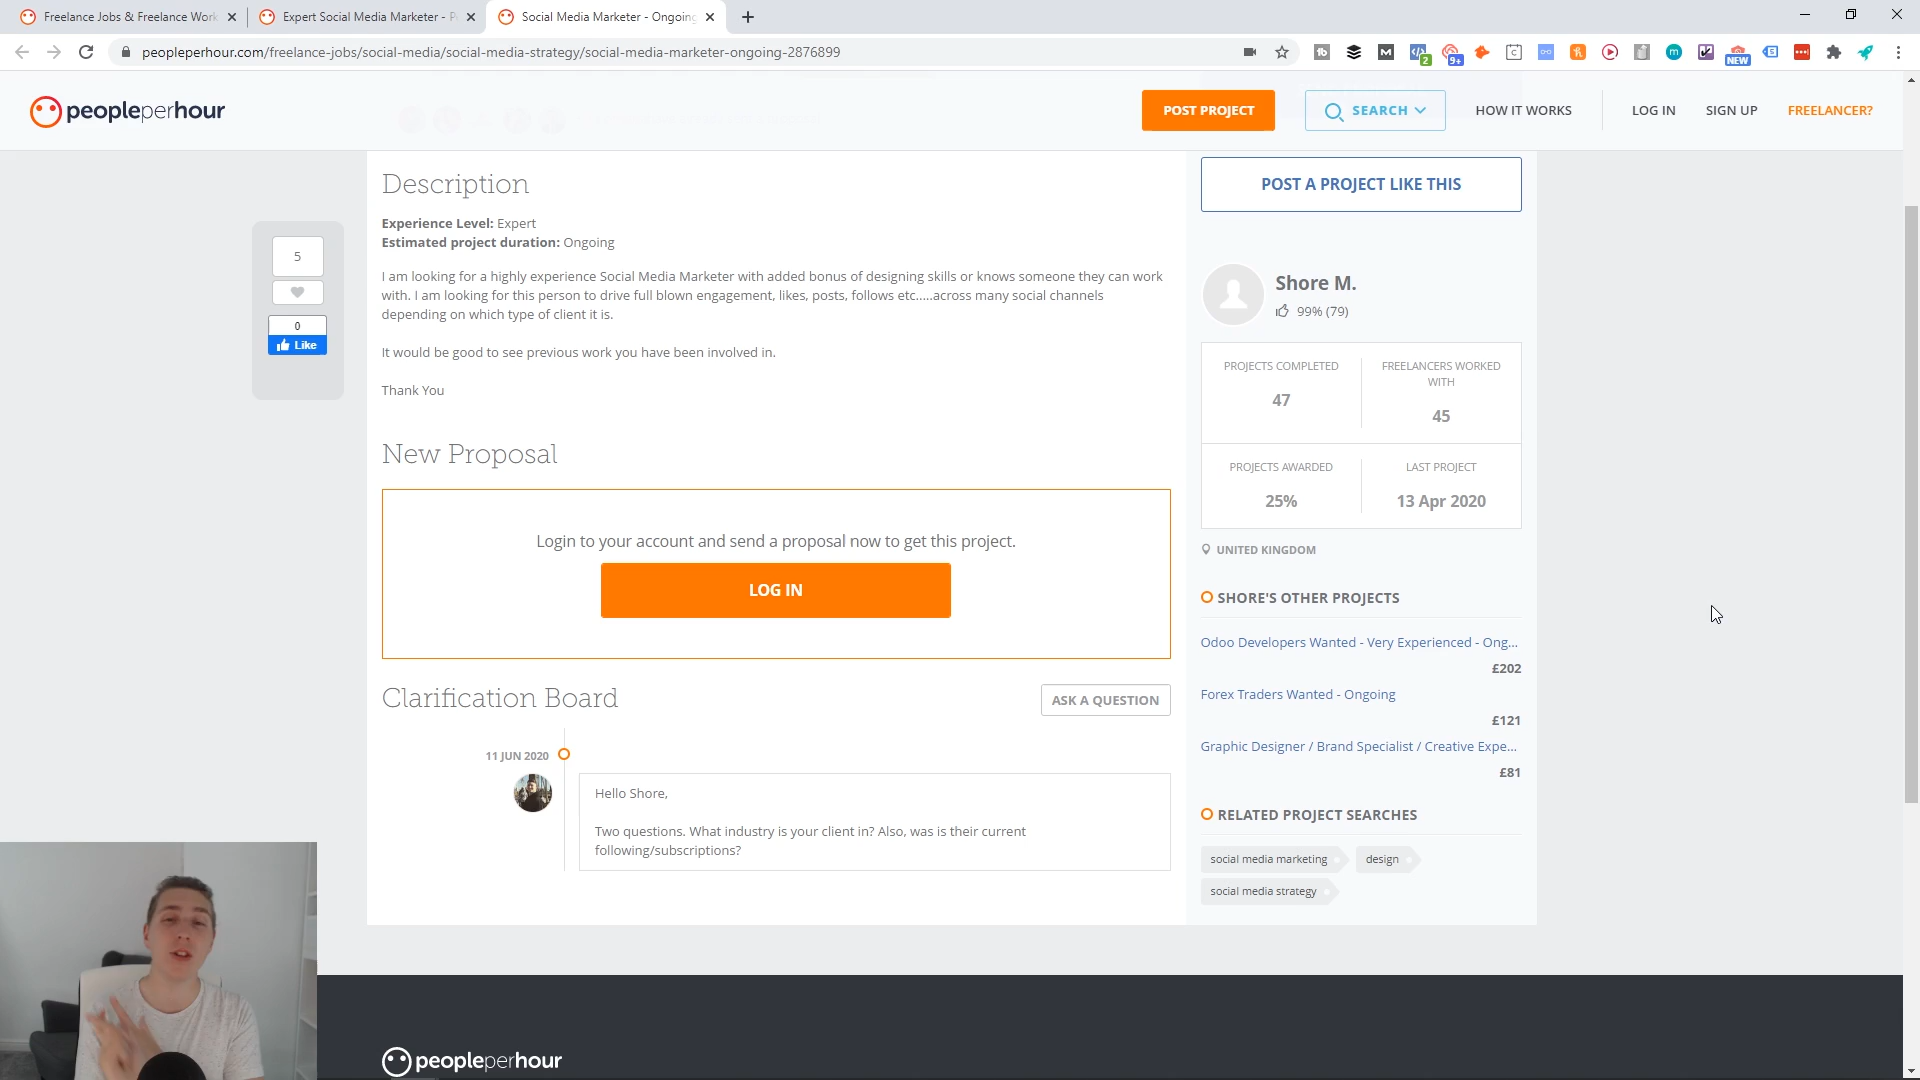 Freelance Jobs & Freelance Work
Expert Social Media Marketer - P
Social Media Marketer - Ongoing
peopleperhour.com/freelance-jobs/social-media/social-media-strategy/social-media-marketer-ongoing-2876899
2
9+
NEW
peopleperhour
POST PROJECT
SEARCH
HOW IT WORKS
LOG IN
SIGN UP
FREELANCER?
5
0
Like
Description
Experience Level: Expert
Estimated project duration: Ongoing
I am looking for a highly experience Social Media Marketer with added bonus of designing skills or knows someone they can work
with. I am looking for this person to drive full blown engagement, likes, posts, follows etc.....across many social channels
depending on which type of client it is.
It would be good to see previous work you have been involved in.
Thank You
New Proposal
Login to your account and send a proposal now to get this project.
LOG IN
Clarification Board
ASK A QUESTION
11 JUN 2020
Hello Shore,
Two questions. What industry is your client in? Also, was is their current
following/subscriptions?
POST A PROJECT LIKE THIS
Shore M.
99% (79)
PROJECTS COMPLETED
47
FREELANCERS WORKED
WITH
45
PROJECTS AWARDED
25%
LAST PROJECT
13 Apr 2020
UNITED KINGDOM
SHORE'S OTHER PROJECTS
Odoo Developers Wanted - Very Experienced - Ong...
£202
Forex Traders Wanted - Ongoing
£121
Graphic Designer / Brand Specialist / Creative Expe...
£81
RELATED PROJECT SEARCHES
social media marketing
design
social media strategy
peopleperhour